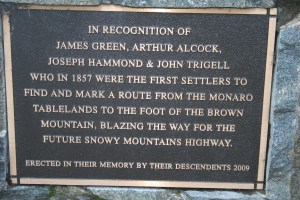 IN RECOGNITION OF
JAMES GREEN, ARTHUR ALCOCK,
JOSEPH HAMMOND & JOHN TRIGELL
WHO IN 1857 WERE THE FIRST SETTLERS TO
FIND AND MARK A ROUTE FROM THE MONARO
TABLELANDS TO THE FOOT OF THE BROWN
MOUNTAIN, BLAZING THE WAY FOR THE
FUTURE SNOWY MOUNTAINS HIGHWAY.
ERECTED IN THEIR MEMORY BY THEIR DESCENDENTS 2009